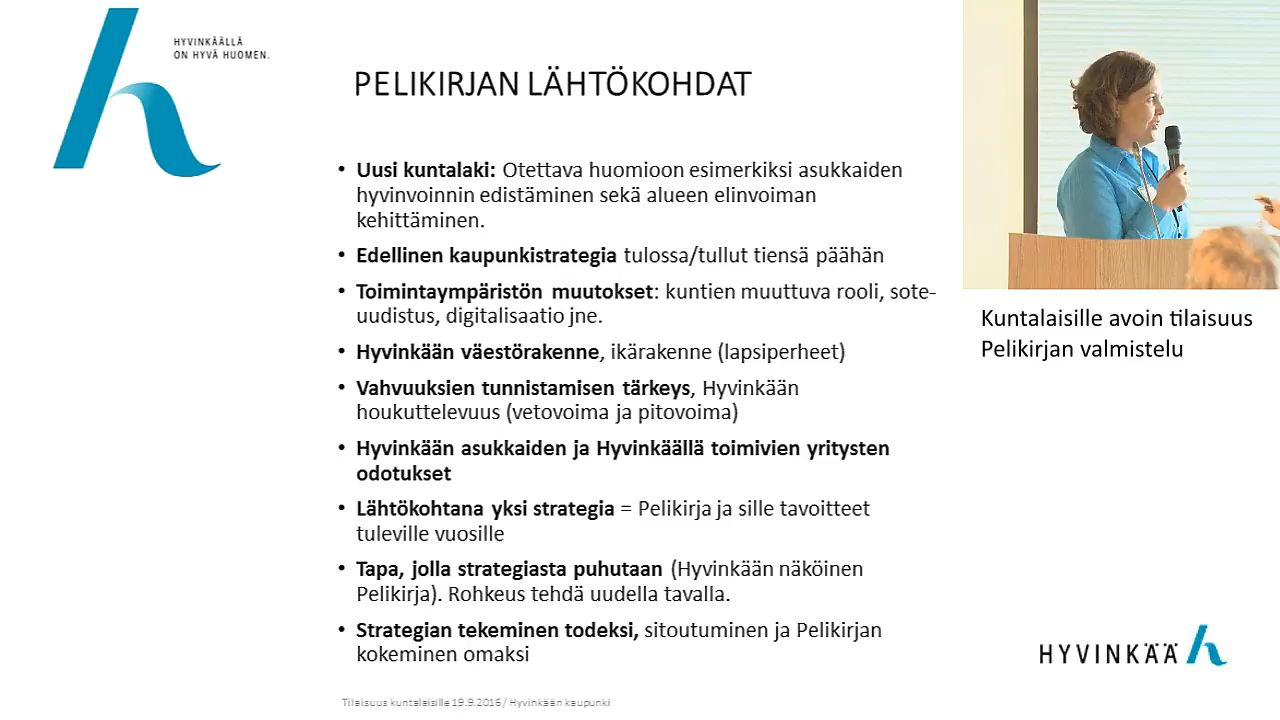 HYVINKÄÄLLÄ
ON HYVÄ HUOMEN.
PELIKIRJAN LÄHTÖKOHDAT
• Uusi kuntalaki: Otettava huomioon esimerkiksi asukkaiden
hyvinvoinnin edistäminen sekä alueen elinvoiman
kehittäminen.
• Edellinen kaupunkistrategia tulossa/tullut tiensä päähän
• Toimintaympäristön muutokset: kuntien muuttuva rooli, sote-
uudistus, digitalisaatio jne.
• Hyvinkään väestörakenne, ikärakenne (lapsiperheet)
• Vahvuuksien tunnistamisen tärkeys, Hyvinkään
houkuttelevuus (vetovoima ja pitovoima)
• Hyvinkään asukkaiden ja Hyvinkäällä toimivien yritysten
odotukset
• Lähtökohtana yksi strategia = Pelikirja ja sille tavoitteet
tuleville vuosille
• Tapa, jolla strategiasta puhutaan (Hyvinkään näköinen
Pelikirja). Rohkeus tehdä uudella tavalla.
• Strategian tekeminen todeksi, sitoutuminen ja Pelikirjan
kokeminen omaksi
Tilaisuus kuntalaisille 19.9.2016 / Hyvinkään kaupunki
Kuntalaisille avoin tilaisuus
Pelikirjan valmistelu
HYVINKÄÄ